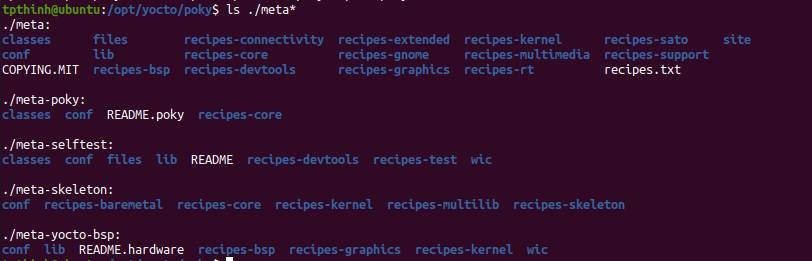 tpthinh@ubuntu:/opt/yocto/poky$ ls ./meta*
./meta:
classes files recipes-connectivity recipes-extended recipes-kernel recipes-sato site
conf lib recipes-core recipes-gnome recipes-multimedia recipes-support
COPYING.MIT recipes-bsp recipes-devtools recipes-graphics recipes-rt recipes.txt
./meta-poky:
classes conf README.poky recipes-core
./meta-selftest:
classes conf files lib README recipes-devtools recipes-test wic
./meta-skeleton:
conf recipes-baremetal recipes-core recipes-kernel recipes-multilib recipes-skeleton
./meta-yocto-bsp:
conf lib README.hardware recipes-bsp recipes-graphics recipes-kernel wic